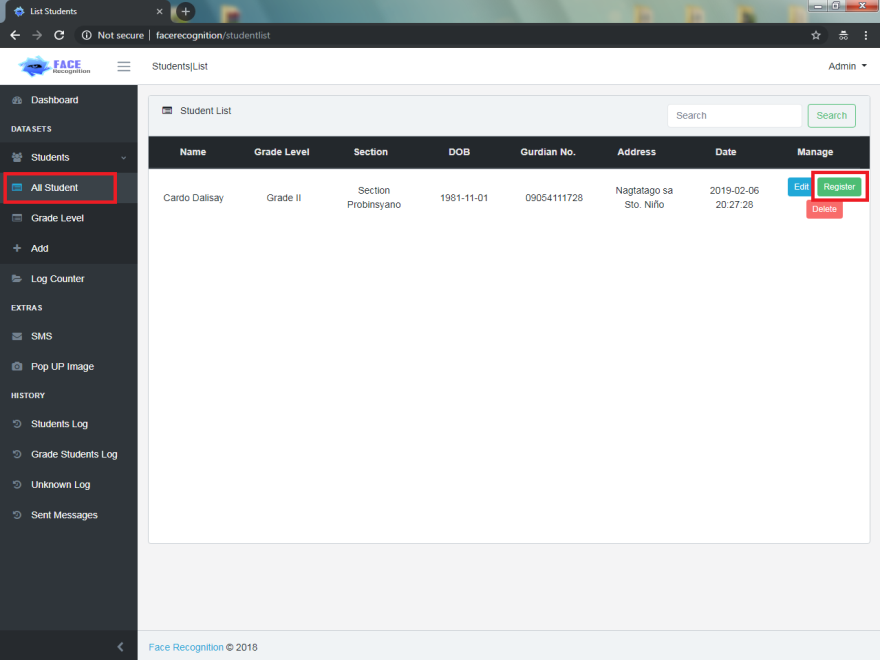 List Students
Not secure | facerecognition/studentlist
FACE
Recognition
Students|List
Admin
Dashboard
DATASETS
Students
All Student
Grade Level
Add
Log Counter
EXTRAS
SMS
Pop UP Image
HISTORY
Students Log
Grade Students Log
Unknown Log
Sent Messages
Student List
Search
Search
Name Grade Level Section DOB Gurdian No. Address Date Manage
Cardo Dalisay Grade II Section Probinsyano 1981-11-01 09054111728 Nagtatago sa Sto. Niño 2019-02-06 20:27:28 Edit Register Delete
Face Recognition © 2018